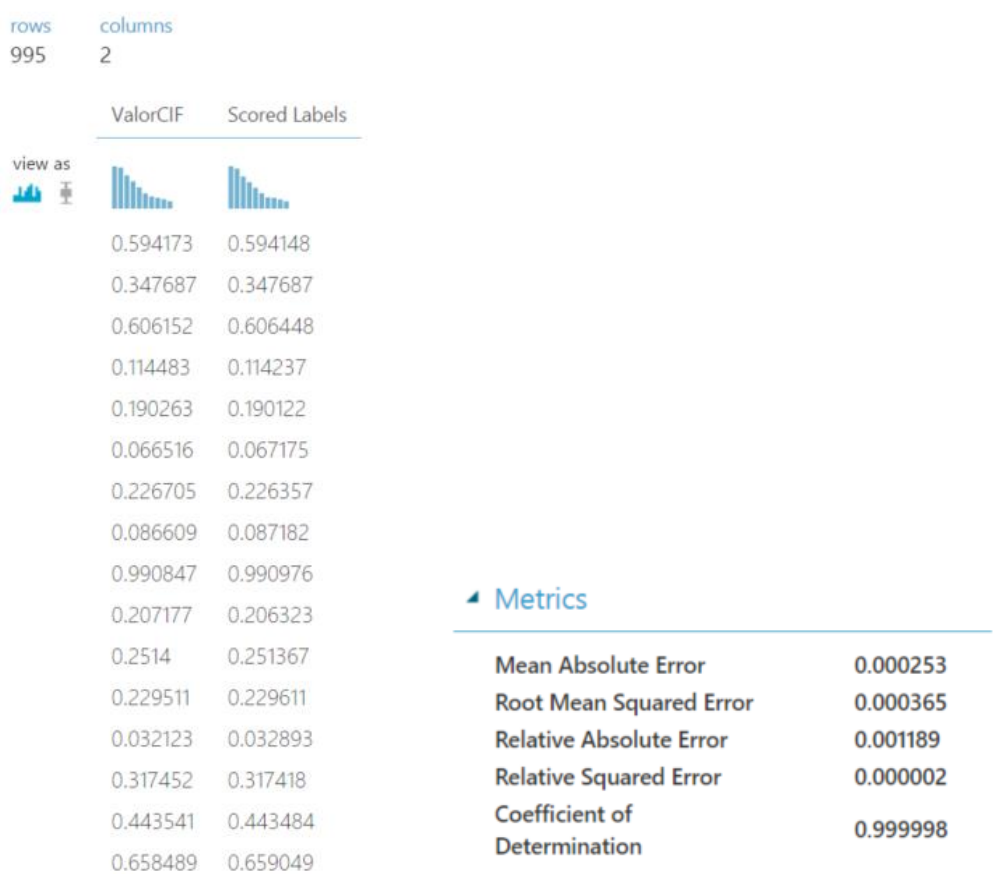 rows columns
995 2
ValorCIF Scored Labels
view as
0.594173 0.594148
0.347687 0.347687
0.606152 0.606448
0.114483 0.114237
0.190263 0.190122
0.066516 0.067175
0.226705 0.226357
0.086609 0.087182
0.990847 0.990976
0.207177 0.206323
0.2514 0.251367
0.229511 0.229611
0.032123 0.032893
0.317452 0.317418
0.443541 0.443484
0.658489 0.659049
Metrics
Mean Absolute Error 0.000253
Root Mean Squared Error 0.000365
Relative Absolute Error 0.001189
Relative Squared Error 0.000002
Coefficient of
Determination 0.999998